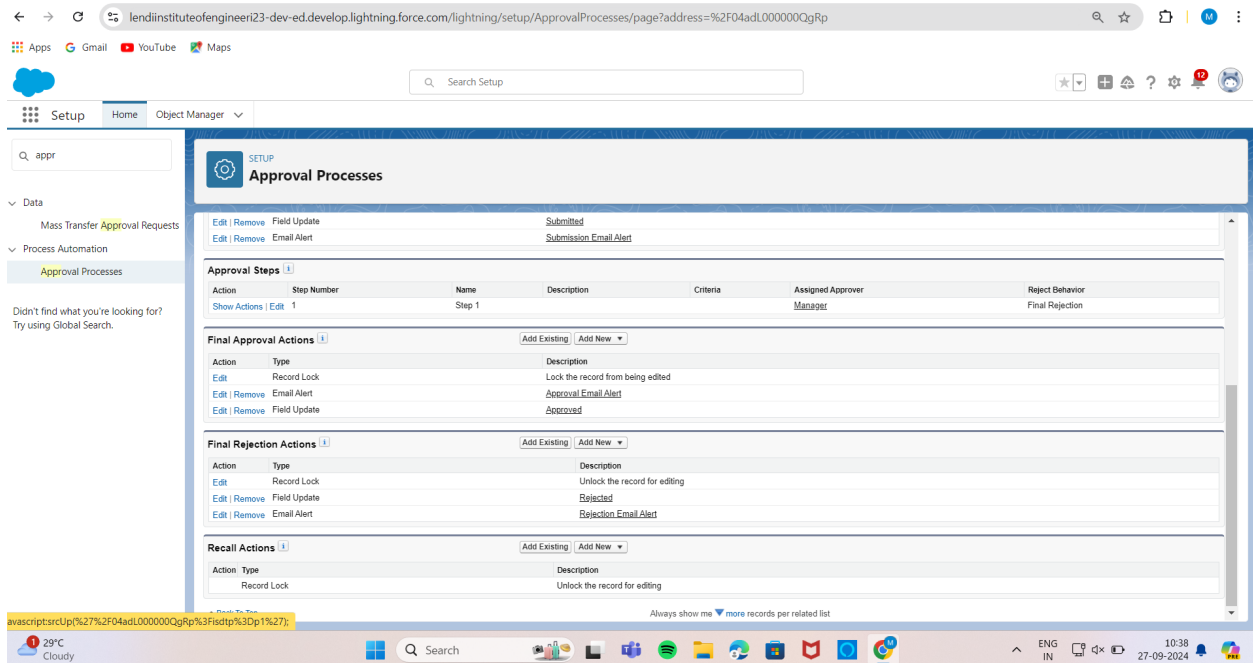 lendiinstituteofengineeri23-dev-ed.develop.lightning.force.com/lightning/setup/ApprovalProcesses/page?address=%2F04adL000000QgRp
M
Apps Gmail YouTube Maps
Search Setup
12
Setup Home Object Manager
appr
SETUP
Approval Processes
Data
Mass Transfer Approval Requests
Process Automation
Approval Processes
Didn't find what you're looking for?
Try using Global Search.
Edit | Remove Field Update Submitted
Edit | Remove Email Alert Submission Email Alert
Approval Steps i
Action Step Number Name Description Criteria Assigned Approver Reject Behavior
Show Actions | Edit 1 Step 1 Manager Final Rejection
Final Approval Actions i Add Existing Add New
Action Type Description
Edit Record Lock Lock the record from being edited
Edit | Remove Email Alert Approval Email Alert
Edit | Remove Field Update Approved
Final Rejection Actions i Add Existing Add New
Action Type Description
Edit Record Lock Unlock the record for editing
Edit | Remove Field Update Rejected
Edit | Remove Email Alert Rejection Email Alert
Recall Actions i Add Existing Add New
Action Type Description
Record Lock Unlock the record for editing
Back To Top Always show me more records per related list
avascript:srcUp(%27%2F04adL000000QgRp%3Fisdtp%3Dp1%27);
1 29°C
Cloudy
Search
M
ENG
IN
10:38
27-09-2024
PRE